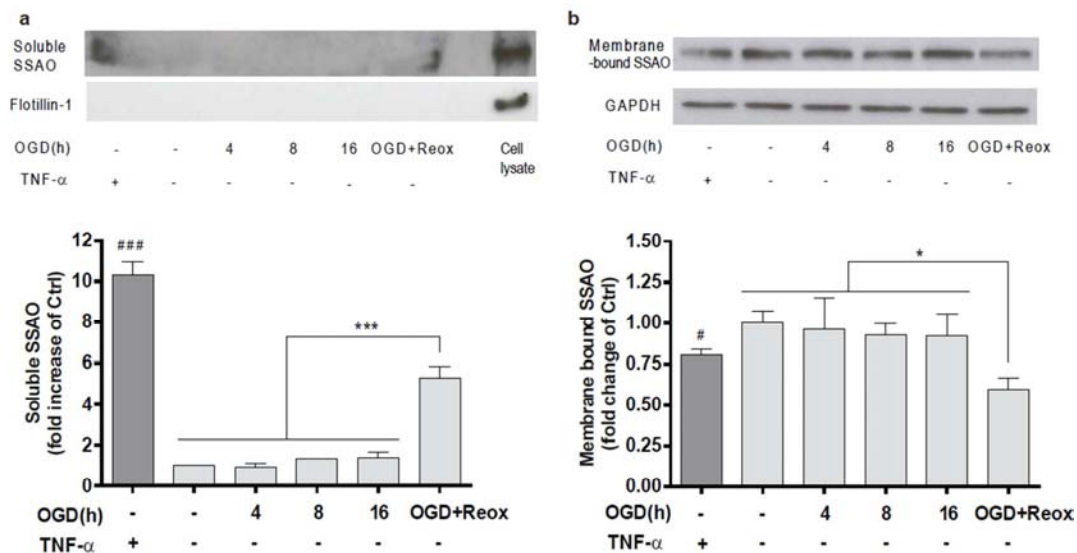 a
Soluble
SSAO
Flotillin-1
OGD(h) - - 4 8 16 OGD+Reox Cell
lysate
TNF-α + - - - - -
Soluble SSAO
(fold increase of Ctrl)
12
10
8
6
4
2
0
###
***
OGD(h) - - 4 8 16 OGD+Reox
TNF-α + - - - - -
b
Membrane
-bound SSAO
GAPDH
OGD(h) - - 4 8 16 OGD+Reox
TNF-α + - - - - -
Membrane bound SSAO
(fold change of Ctrl)
1.50
1.25
1.00
0.75
0.50
0.25
0.00
#
*
OGD(h) - - 4 8 16 OGD+Reox
TNF-α + - - - - -